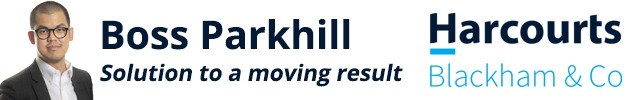 Boss Parkhill
Solution to a moving result
Harcourts
Blackham & Co